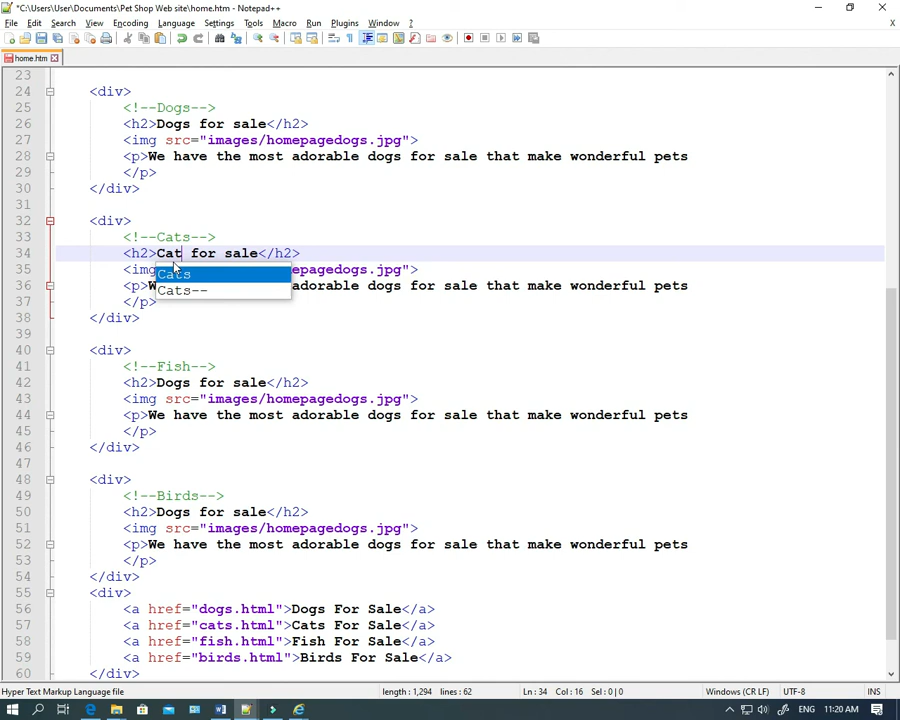 *C:\Users\User\Documents\Pet Shop Web site\home.htm - Notepad++
File Edit Search View Encoding Language Settings Tools Macro Run Plugins Window ? X
home.htm
23
24 <div>
25 <!--Dogs-->
26 <h2>Dogs for sale</h2>
27 <img src="images/homepagedogs.jpg">
28 <p>We have the most adorable dogs for sale that make wonderful pets
29 </p>
30 </div>
31
32 <div>
33 <!--Cats-->
34 <h2>Cat for sale</h2>
35 <img epagedogs.jpg">
Cats
36 <p>W adorable dogs for sale that make wonderful pets
Cats--
37 </p>
38 </div>
39
40 <div>
41 <!--Fish-->
42 <h2>Dogs for sale</h2>
43 <img src="images/homepagedogs.jpg">
44 <p>We have the most adorable dogs for sale that make wonderful pets
45 </p>
46 </div>
47
48 <div>
49 <!--Birds-->
50 <h2>Dogs for sale</h2>
51 <img src="images/homepagedogs.jpg">
52 <p>We have the most adorable dogs for sale that make wonderful pets
53 </p>
54 </div>
55 <div>
56 <a href="dogs.html">Dogs For Sale</a>
57 <a href="cats.html">Cats For Sale</a>
58 <a href="fish.html">Fish For Sale</a>
59 <a href="birds.html">Birds For Sale</a>
60 </div>
Hyper Text Markup Language file length : 1,294 lines : 62 Ln : 34 Col : 16 Sel : 0 | 0 Windows (CR LF) UTF-8 INS
ENG 11:20 AM